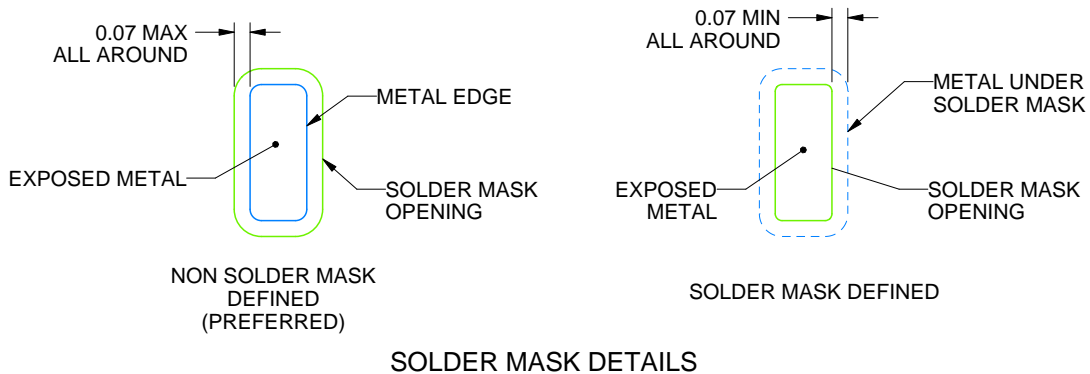 0.07 MAX
ALL AROUND
METAL EDGE
EXPOSED METAL
SOLDER MASK
OPENING
NON SOLDER MASK
DEFINED
(PREFERRED)
0.07 MIN
ALL AROUND
METAL UNDER
SOLDER MASK
EXPOSED
METAL
SOLDER MASK
OPENING
SOLDER MASK DEFINED
SOLDER MASK DETAILS